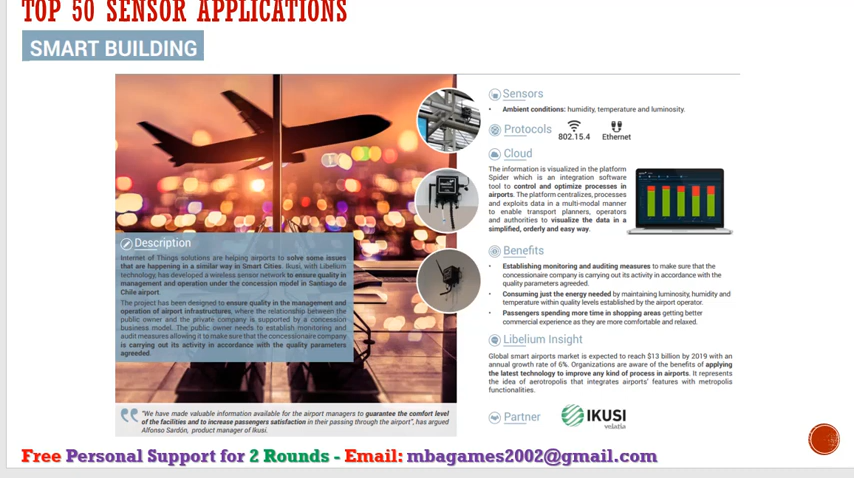 TOP 50 SENSOR APPLICATIONS
SMART BUILDING
Description
Internet of Things solutions are helping airports to solve some issues
that are happening in a similar way in Smart Cities. Ikusi, with Libelium
technology, has developed a wireless sensor network to ensure quality in
management and operation under the concession model in Santiago de
Chile airport.
The project has been designed to ensure quality in the management and
operation of airport infrastructures, where the relationship between the
public owner and the private company is supported by a concession
business model. The public owner needs to establish monitoring and
audit measures allowing it to make sure that the concessionaire company
is carrying out its activity in accordance with the quality parameters
agreed.
"We have made valuable information available for the airport managers to guarantee the comfort level
of the facilities and to increase passengers satisfaction in their passing through the airport", has argued
Alfonso Sardón, product manager of Ikusi.
Sensors
• Ambient conditions: humidity, temperature and luminosity.
Protocols
802.15.4 Ethernet
Cloud
The information is visualized in the platform
Spider which is an integration software
tool to control and optimize processes in
airports. The platform centralizes, processes
and exploits data in a multi-modal manner
to enable transport planners, operators
and authorities to visualize the data in a
simplified, orderly and easy way.
Benefits
• Establishing monitoring and auditing measures to make sure that the
concessionaire company is carrying out its activity in accordance with the
quality parameters agreed.
• Consuming just the energy needed by maintaining luminosity, humidity and
temperature within quality levels established by the airport operator.
• Passengers spending more time in shopping areas getting better
commercial experience as they are more comfortable and relaxed.
Libelium Insight
Global smart airports market is expected to reach $13 billion by 2019 with an
annual growth rate of 6%. Organizations are aware of the benefits of applying
the latest technology to improve any kind of process in airports. It represents
the idea of aerotropolis that integrates airports' features with metropolis
functionalities.
Partner
IKUSI
velatia
Free Personal Support for 2 Rounds - Email: mbagames2002@gmail.com